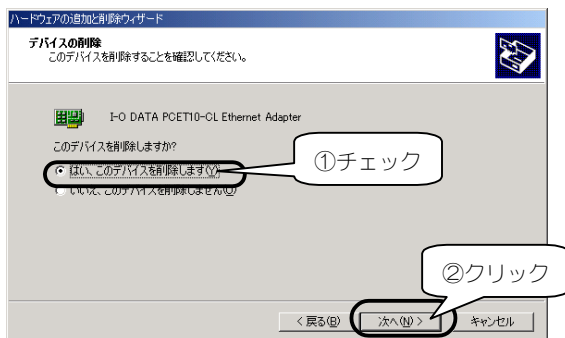 ハードウェアの追加と削除ウィザード
デバイスの削除
このデバイスを削除することを確認してください。
I-O DATA PCET10-CL Ethernet Adapter
このデバイスを削除しますか?
①チェック
はい、このデバイスを削除します(Y)
いいえ、このデバイスを削除しません(O)
②クリック
< 戻る(B)
次へ(N) >
キャンセル